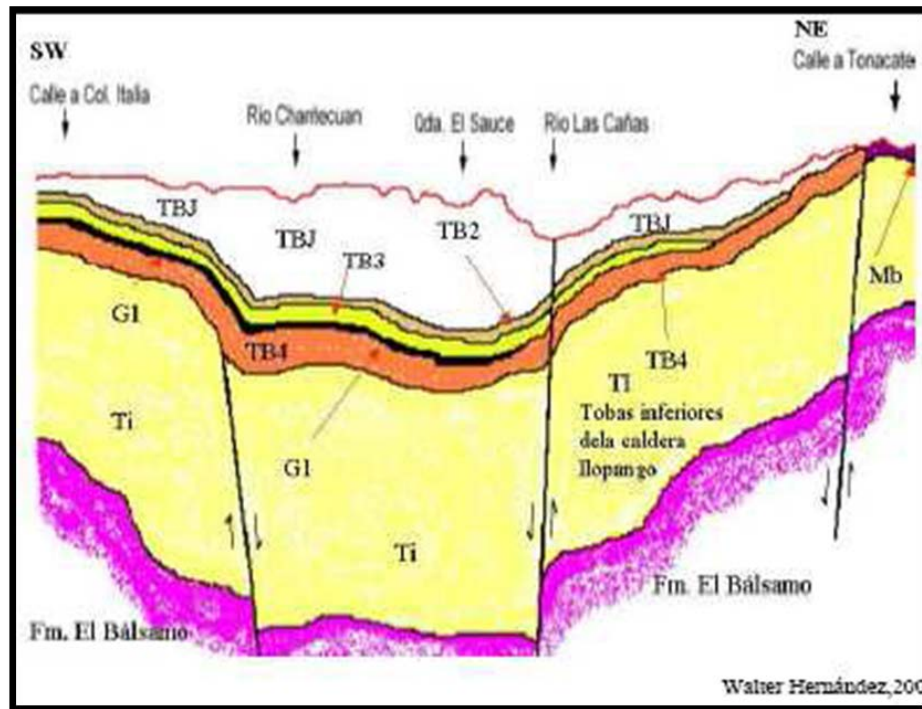 SW
NE
Calle a Col. Italia
Rio Chantecuan
Qda. El Sauce
Rio Las Cañas
Calle a Tonacate
TBJ
TBJ
TB2
TBJ
TB3
Mb
G1
TB4
TB4
Ti
G1
Ti
Tobas inferiores
dela caldera
Ilopango
Ti
Fm. El Bálsamo
Fm. El Bálsamo
Walter Hernández,200